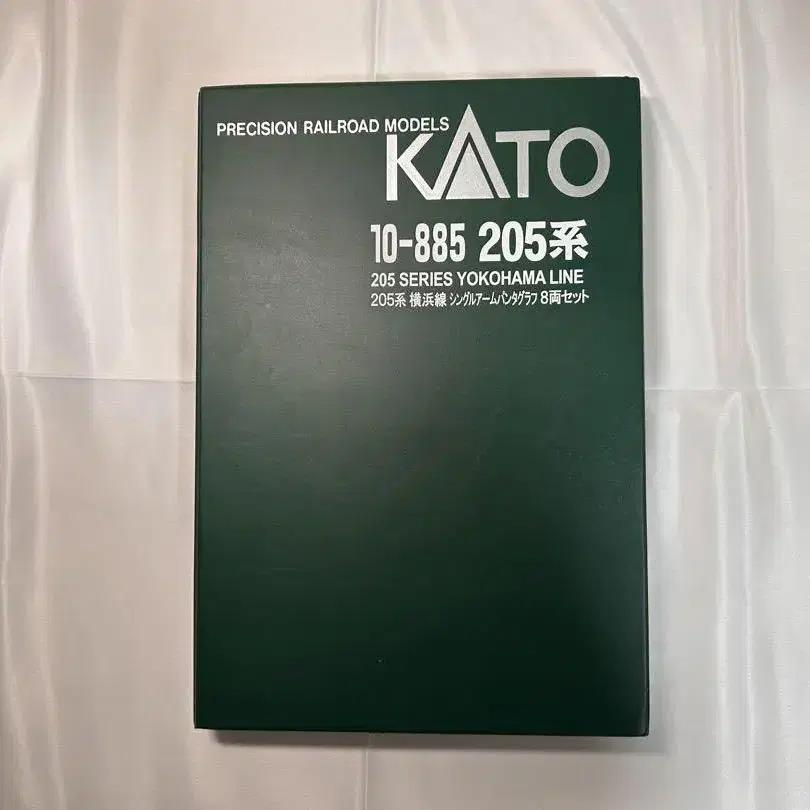 PRECISION RAILROAD MODELS
KATO
10-885 205系
205 SERIES YOKOHAMA LINE
205系 横浜線 シングルアームパンタグラフ 8両セット